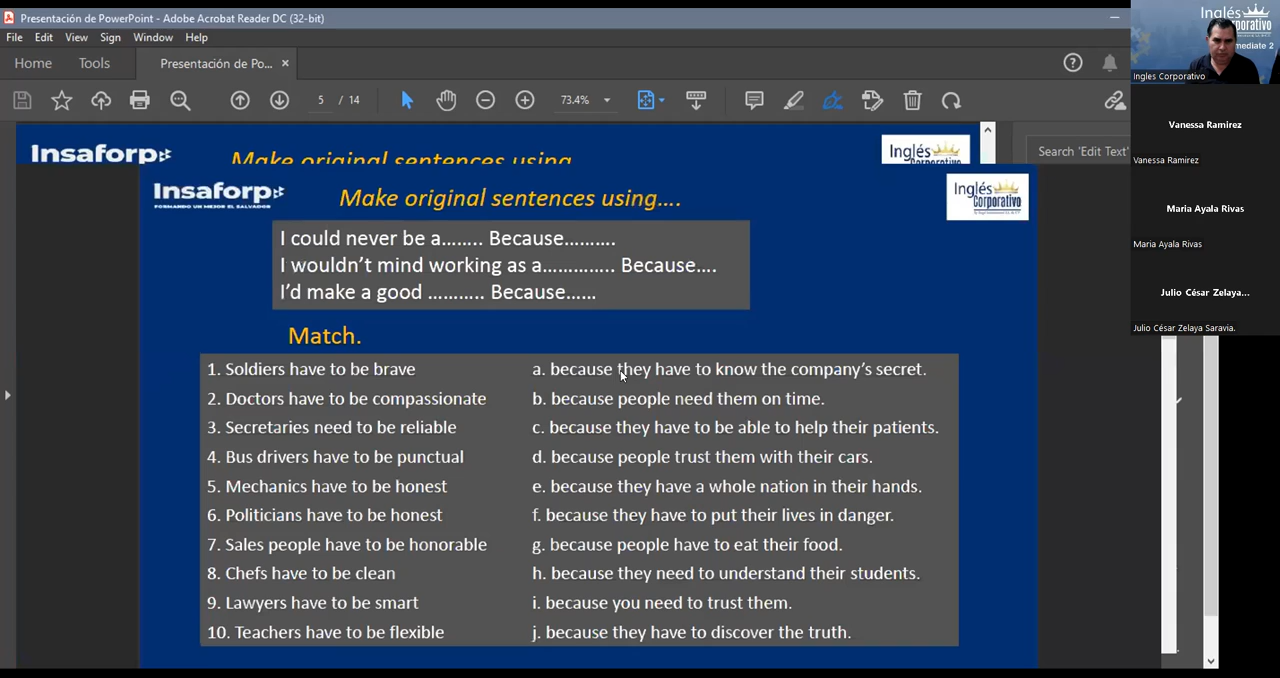 Presentación de PowerPoint - Adobe Acrobat Reader DC (32-bit)
File Edit View Sign Window Help
Home Tools Presentación de Po... ×
5 / 14 73.4%
Search 'Edit Text'
Insaforp Make original sentences using Inglés
Insaforp
FORMANDO UN MEJOR EL SALVADOR
Make original sentences using….
Inglés
Corporativo
I could never be a…….. Because……….
I wouldn't mind working as a………….. Because….
I'd make a good ……….. Because……
Match.
1. Soldiers have to be brave
2. Doctors have to be compassionate
3. Secretaries need to be reliable
4. Bus drivers have to be punctual
5. Mechanics have to be honest
6. Politicians have to be honest
7. Sales people have to be honorable
8. Chefs have to be clean
9. Lawyers have to be smart
10. Teachers have to be flexible
a. because they have to know the company's secret.
b. because people need them on time.
c. because they have to be able to help their patients.
d. because people trust them with their cars.
e. because they have a whole nation in their hands.
f. because they have to put their lives in danger.
g. because people have to eat their food.
h. because they need to understand their students.
i. because you need to trust them.
j. because they have to discover the truth.
Inglés
orporativo
mediate 2
Ingles Corporativo
Vanessa Ramirez
Vanessa Ramirez
Maria Ayala Rivas
Maria Ayala Rivas
Julio César Zelaya...
Julio César Zelaya Saravia.